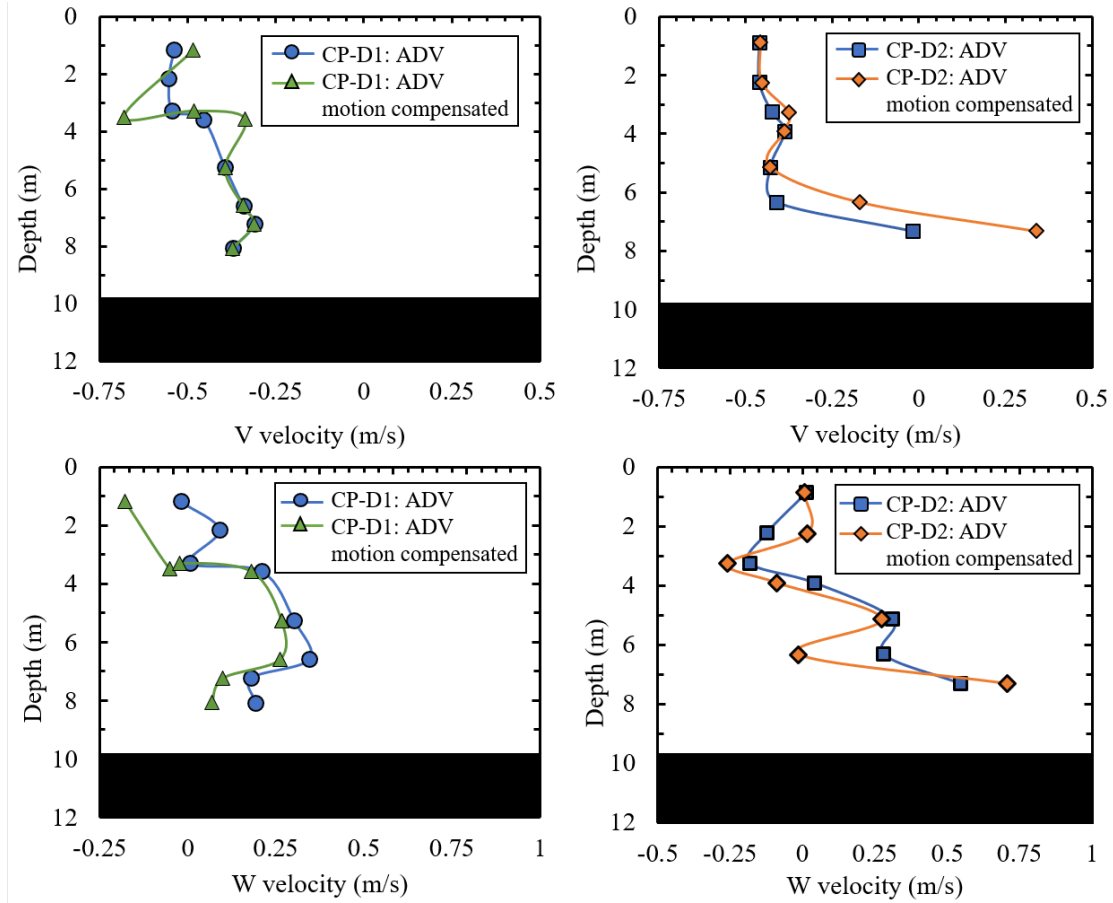 0
2
4
6
8
10
12
Depth (m)
CP-D1: ADV
CP-D1: ADV
motion compensated
-0.75 -0.5 -0.25 0 0.25 0.5
V velocity (m/s)
0
2
4
6
8
10
12
Depth (m)
CP-D2: ADV
CP-D2: ADV
motion compensated
-0.75 -0.5 -0.25 0 0.25 0.5
V velocity (m/s)
0
2
4
6
8
10
12
Depth (m)
CP-D1: ADV
CP-D1: ADV
motion compensated
-0.25 0 0.25 0.5 0.75 1
W velocity (m/s)
0
2
4
6
8
10
12
Depth (m)
CP-D2: ADV
CP-D2: ADV
motion compensated
-0.5 -0.25 0 0.25 0.5 0.75 1
W velocity (m/s)